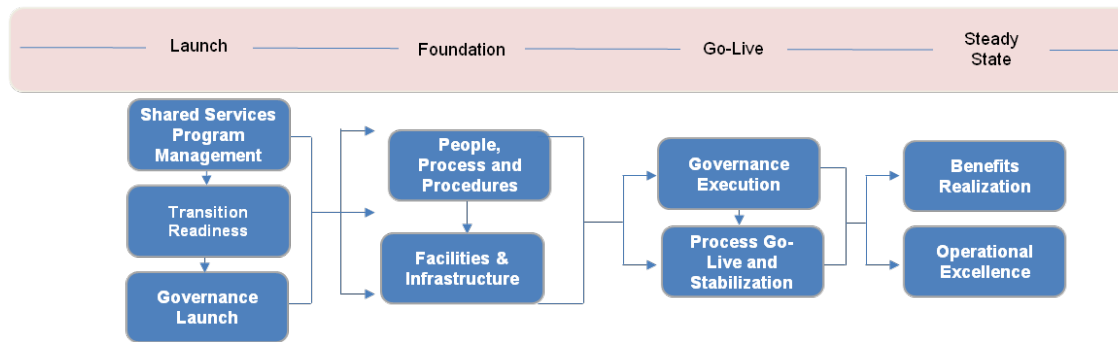 Launch
Foundation
Go-Live
Steady
State
Shared Services
Program
Management
Transition
Readiness
Governance
Launch
People,
Process and
Procedures
Facilities &
Infrastructure
Governance
Execution
Process Go-
Live and
Stabilization
Benefits
Realization
Operational
Excellence